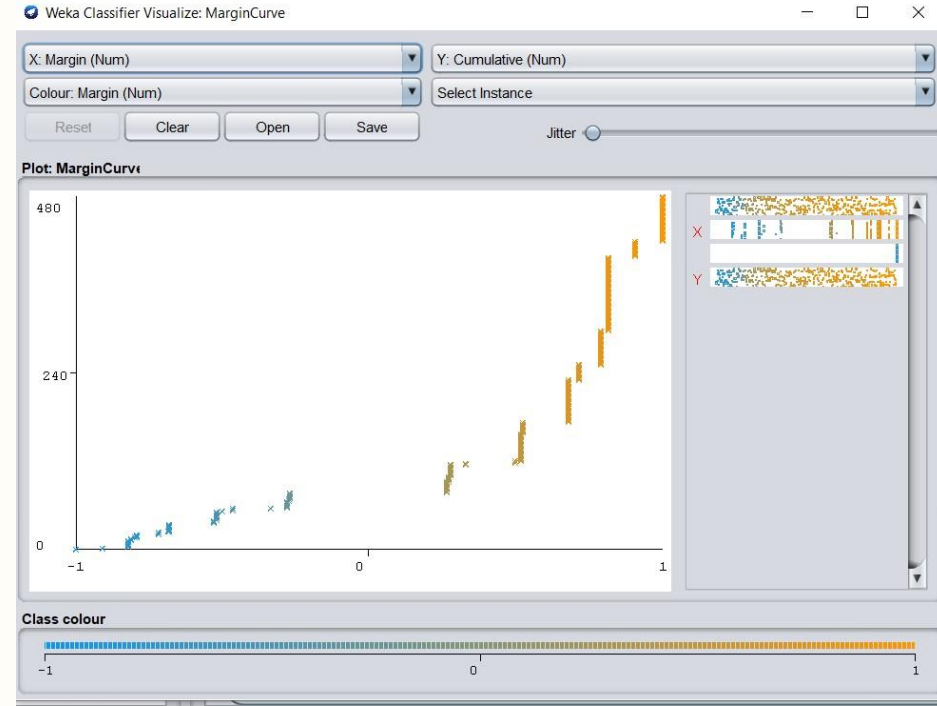 Weka Classifier Visualize: MarginCurve
X: Margin (Num)
Y: Cumulative (Num)
Colour: Margin (Num)
Select Instance
Reset Clear Open Save
Jitter
Plot: MarginCurve
480
240
0
-1 0 1
X
Y
Class colour
-1 0 1